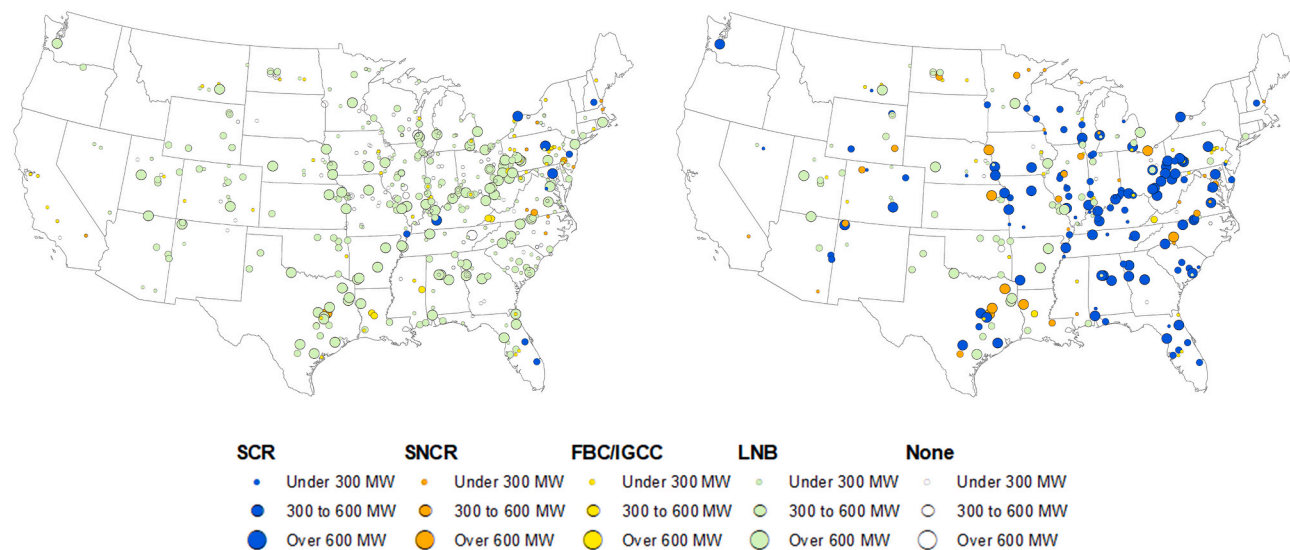 SCR SNCR FBC/IGCC LNB None
Under 300 MW Under 300 MW Under 300 MW Under 300 MW Under 300 MW
300 to 600 MW 300 to 600 MW 300 to 600 MW 300 to 600 MW 300 to 600 MW
Over 600 MW Over 600 MW Over 600 MW Over 600 MW Over 600 MW